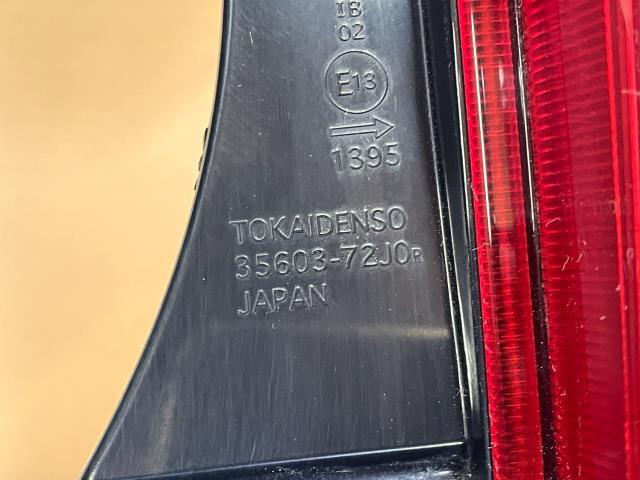 IB
02
E13
1395
TOKAIDENSO
35603-72J0R
JAPAN